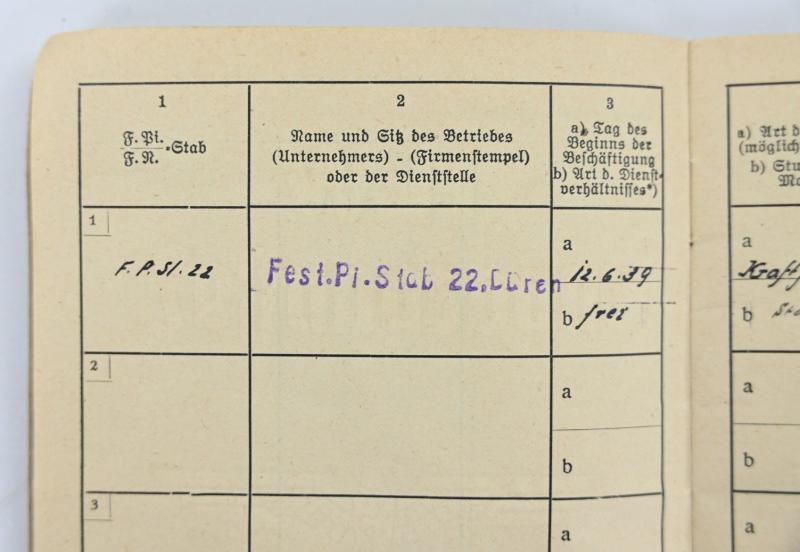 1
F. Pi.
F. N. -Stab
2
Name und Sitz des Betriebes
(Unternehmers) - (Firmenstempel)
oder der Dienststelle
3
a) Tag des
Beginns der
Beschäftigung
b) Art d. Dienst-
verhältnisses*)
a) Art d
(möglich
b) Stu
1
F. P. St. 22
Fest.Pi.Stab 22,Düren
a
12.6.39
b frei
a
Kraft
b
2
a
b
a
b
3
a
a